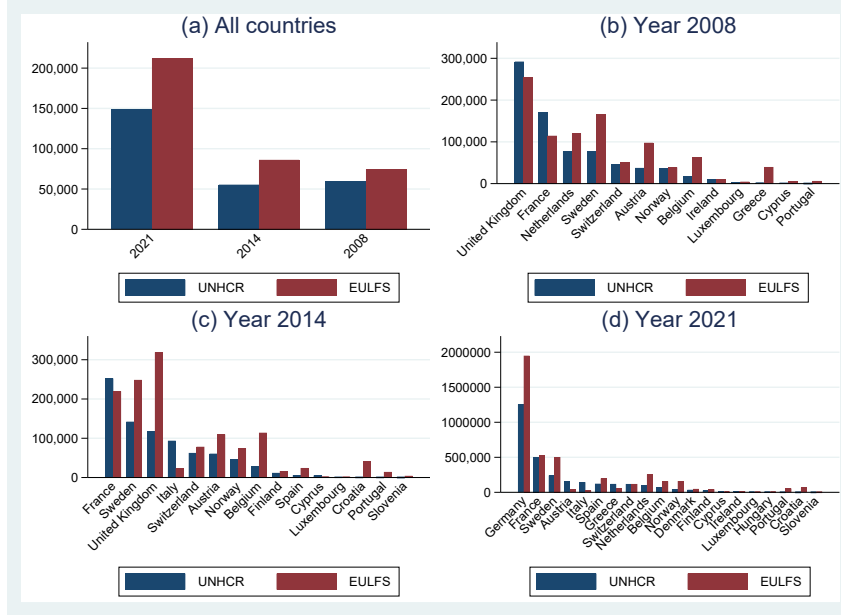 (a) All countries
200,000
150,000
100,000
50,000
0
2021
2014
2008
UNHCR
EULFS
(b) Year 2008
300,000
200,000
100,000
0
United Kingdom
France
Netherlands
Sweden
Switzerland
Austria
Norway
Belgium
Ireland
Luxembourg
Greece
Cyprus
Portugal
UNHCR
EULFS
(c) Year 2014
300,000
200,000
100,000
0
France
Sweden
United Kingdom
Italy
Switzerland
Austria
Norway
Belgium
Finland
Spain
Cyprus
Luxembourg
Croatia
Portugal
Slovenia
UNHCR
EULFS
(d) Year 2021
2000000
1500000
1000000
500000
0
Germany
France
Sweden
Austria
Italy
Spain
Greece
Switzerland
Netherlands
Belgium
Norway
Denmark
Finland
Cyprus
Ireland
Luxembourg
Hungary
Portugal
Croatia
Slovenia
UNHCR
EULFS